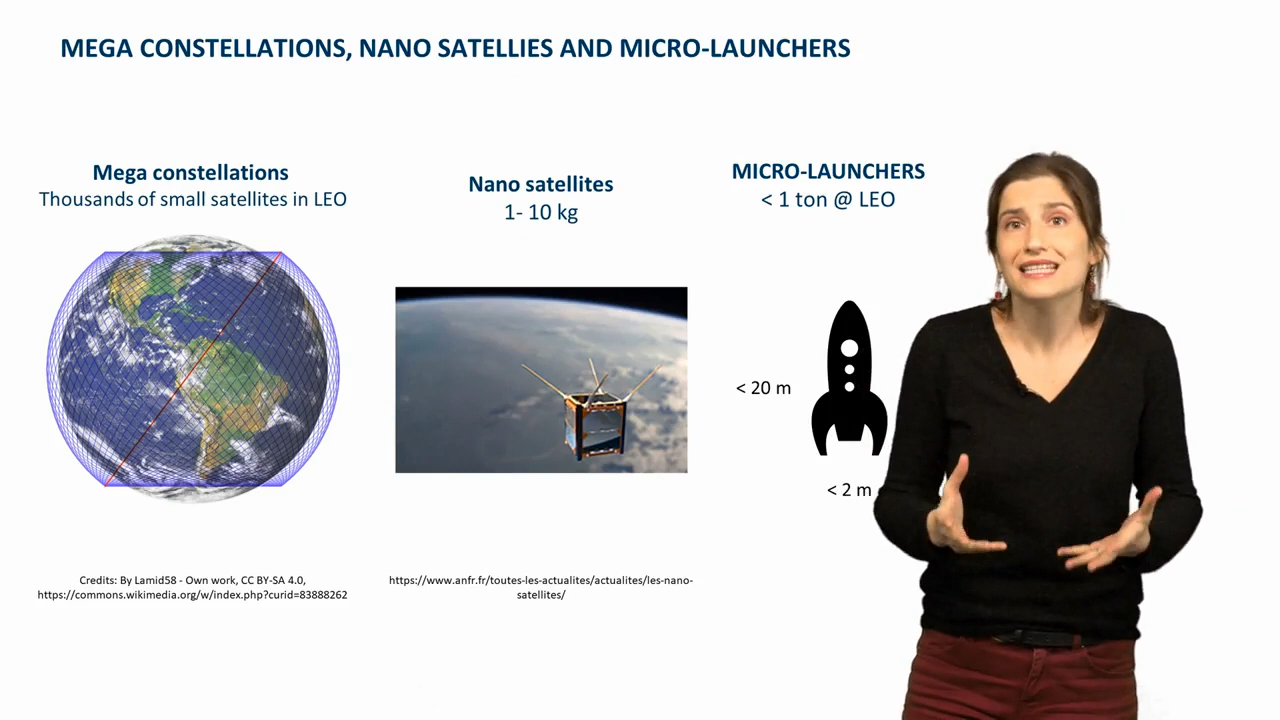 MEGA CONSTELLATIONS, NANO SATELLIES AND MICRO-LAUNCHERS
Mega constellations
Thousands of small satellites in LEO
Nano satellites
1- 10 kg
MICRO-LAUNCHERS
< 1 ton @ LEO
< 20 m
< 2 m
Credits: By Lamid58 - Own work, CC BY-SA 4.0,
https://commons.wikimedia.org/w/index.php?curid=83888262
https://www.anfr.fr/toutes-les-actualites/actualites/les-nano-
satellites/